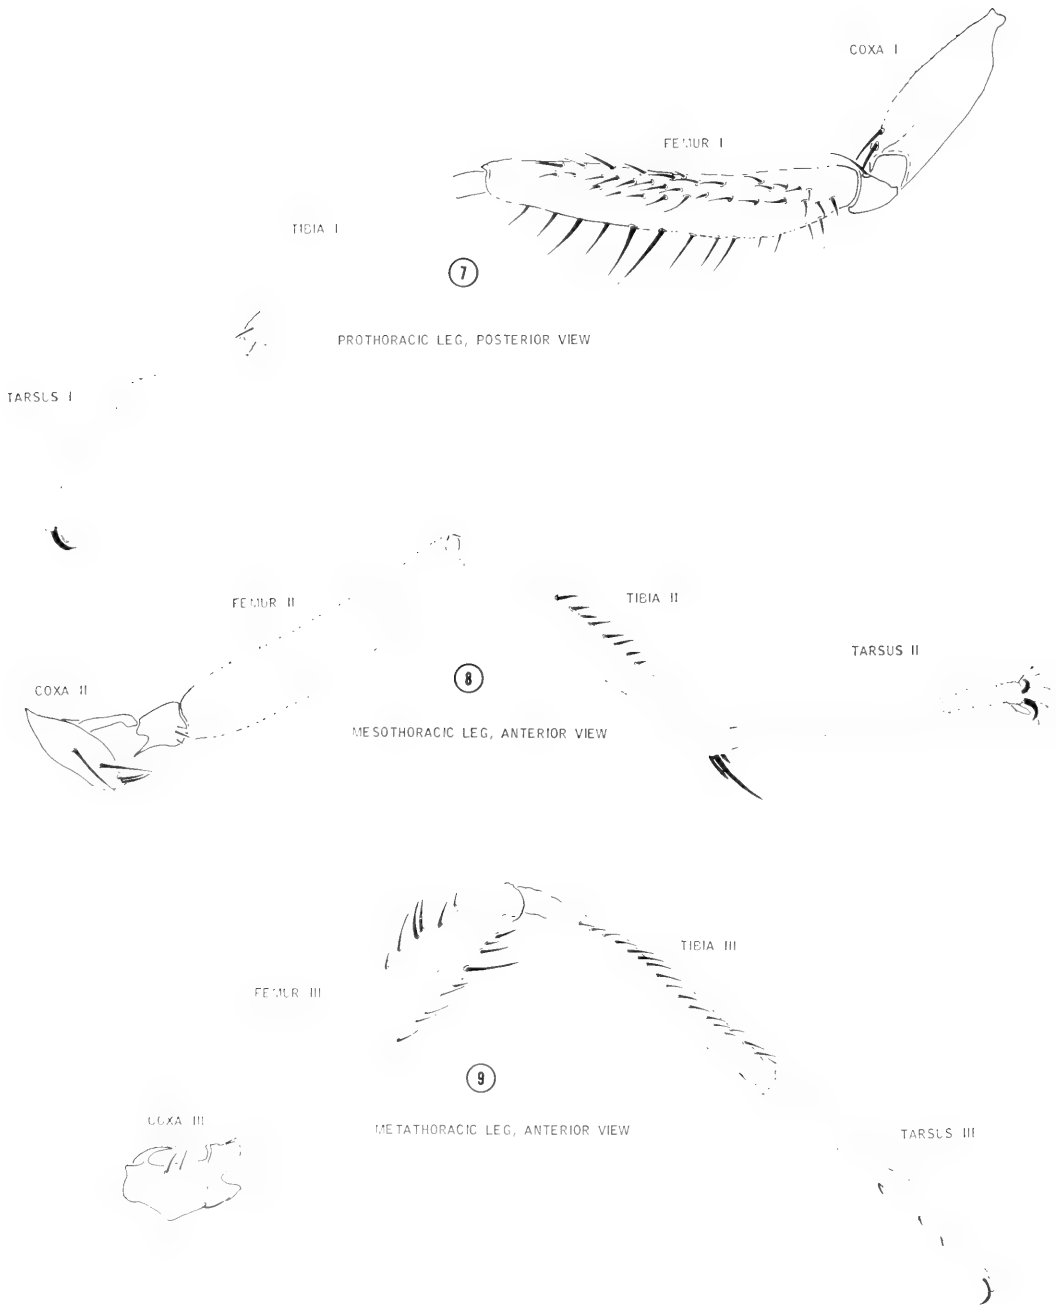 COXA I
FEMUR I
TIBIA I
7
PROTHORACIC LEG, POSTERIOR VIEW
TARSUS I
FEMUR II
TIBIA II
TARSUS II
8
COXA II
MESOTHORACIC LEG, ANTERIOR VIEW
TIBIA III
FEMUR III
9
COXA III
METATHORACIC LEG, ANTERIOR VIEW
TARSUS III